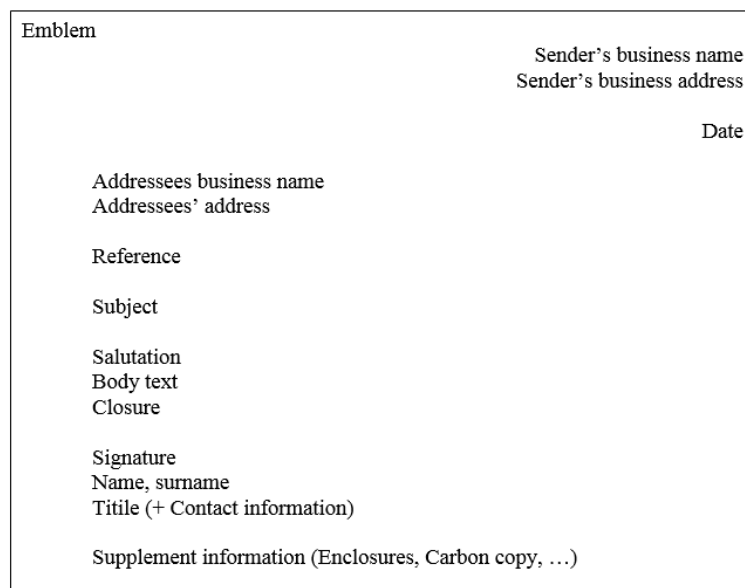 Emblem
Sender’s business name
Sender’s business address
Date
Addressees business name
Addressees’ address
Reference
Subject
Salutation
Body text
Closure
Signature
Name, surname
Titile (+ Contact information)
Supplement information (Enclosures, Carbon copy, …)